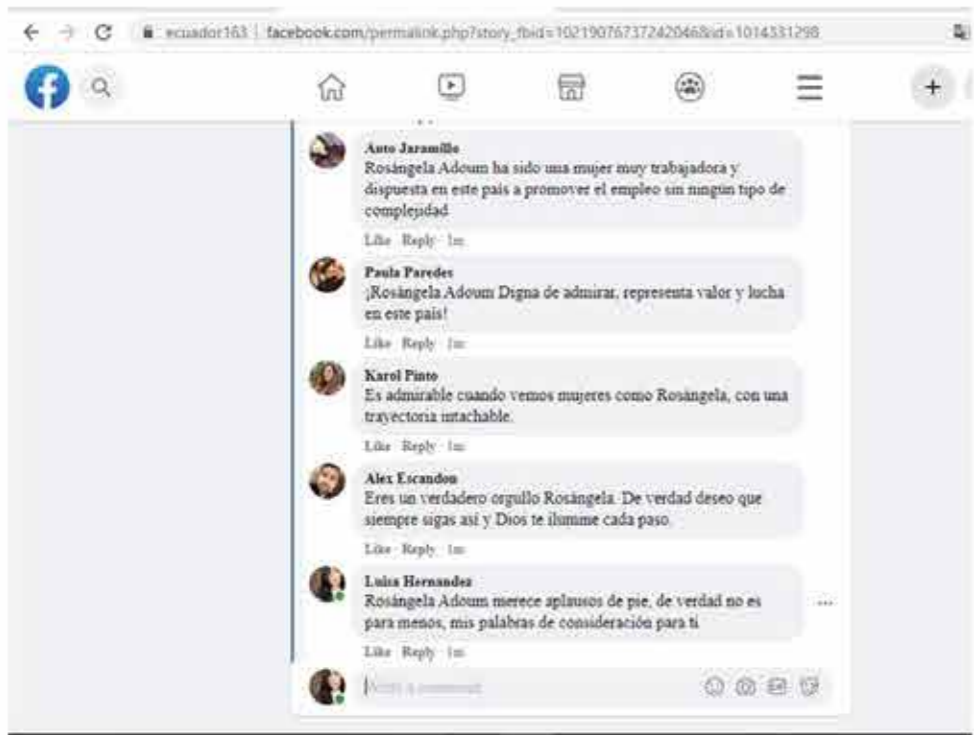 ecuador163 | facebook.com/permalink.php?story_fbid=10219076737242046&id=1014331298
Anto Jaramillo
Rosángela Adoum ha sido una mujer muy trabajadora y
dispuesta en este país a promover el empleo sin ningún tipo de
complejidad
Like Reply 1m
Paula Paredes
¡Rosángela Adoum Digna de admirar, representa valor y lucha
en este país!
Like Reply 1m
Karol Pinto
Es admirable cuando vemos mujeres como Rosángela, con una
trayectoria intachable.
Like Reply 1m
Alex Escandon
Eres un verdadero orgullo Rosángela. De verdad deseo que
siempre sigas así y Dios te ilumine cada paso.
Like Reply 1m
Luisa Hernandez
Rosángela Adoum merece aplausos de pie, de verdad no es
para menos, mis palabras de consideración para ti
Like Reply 1m
Write a comment